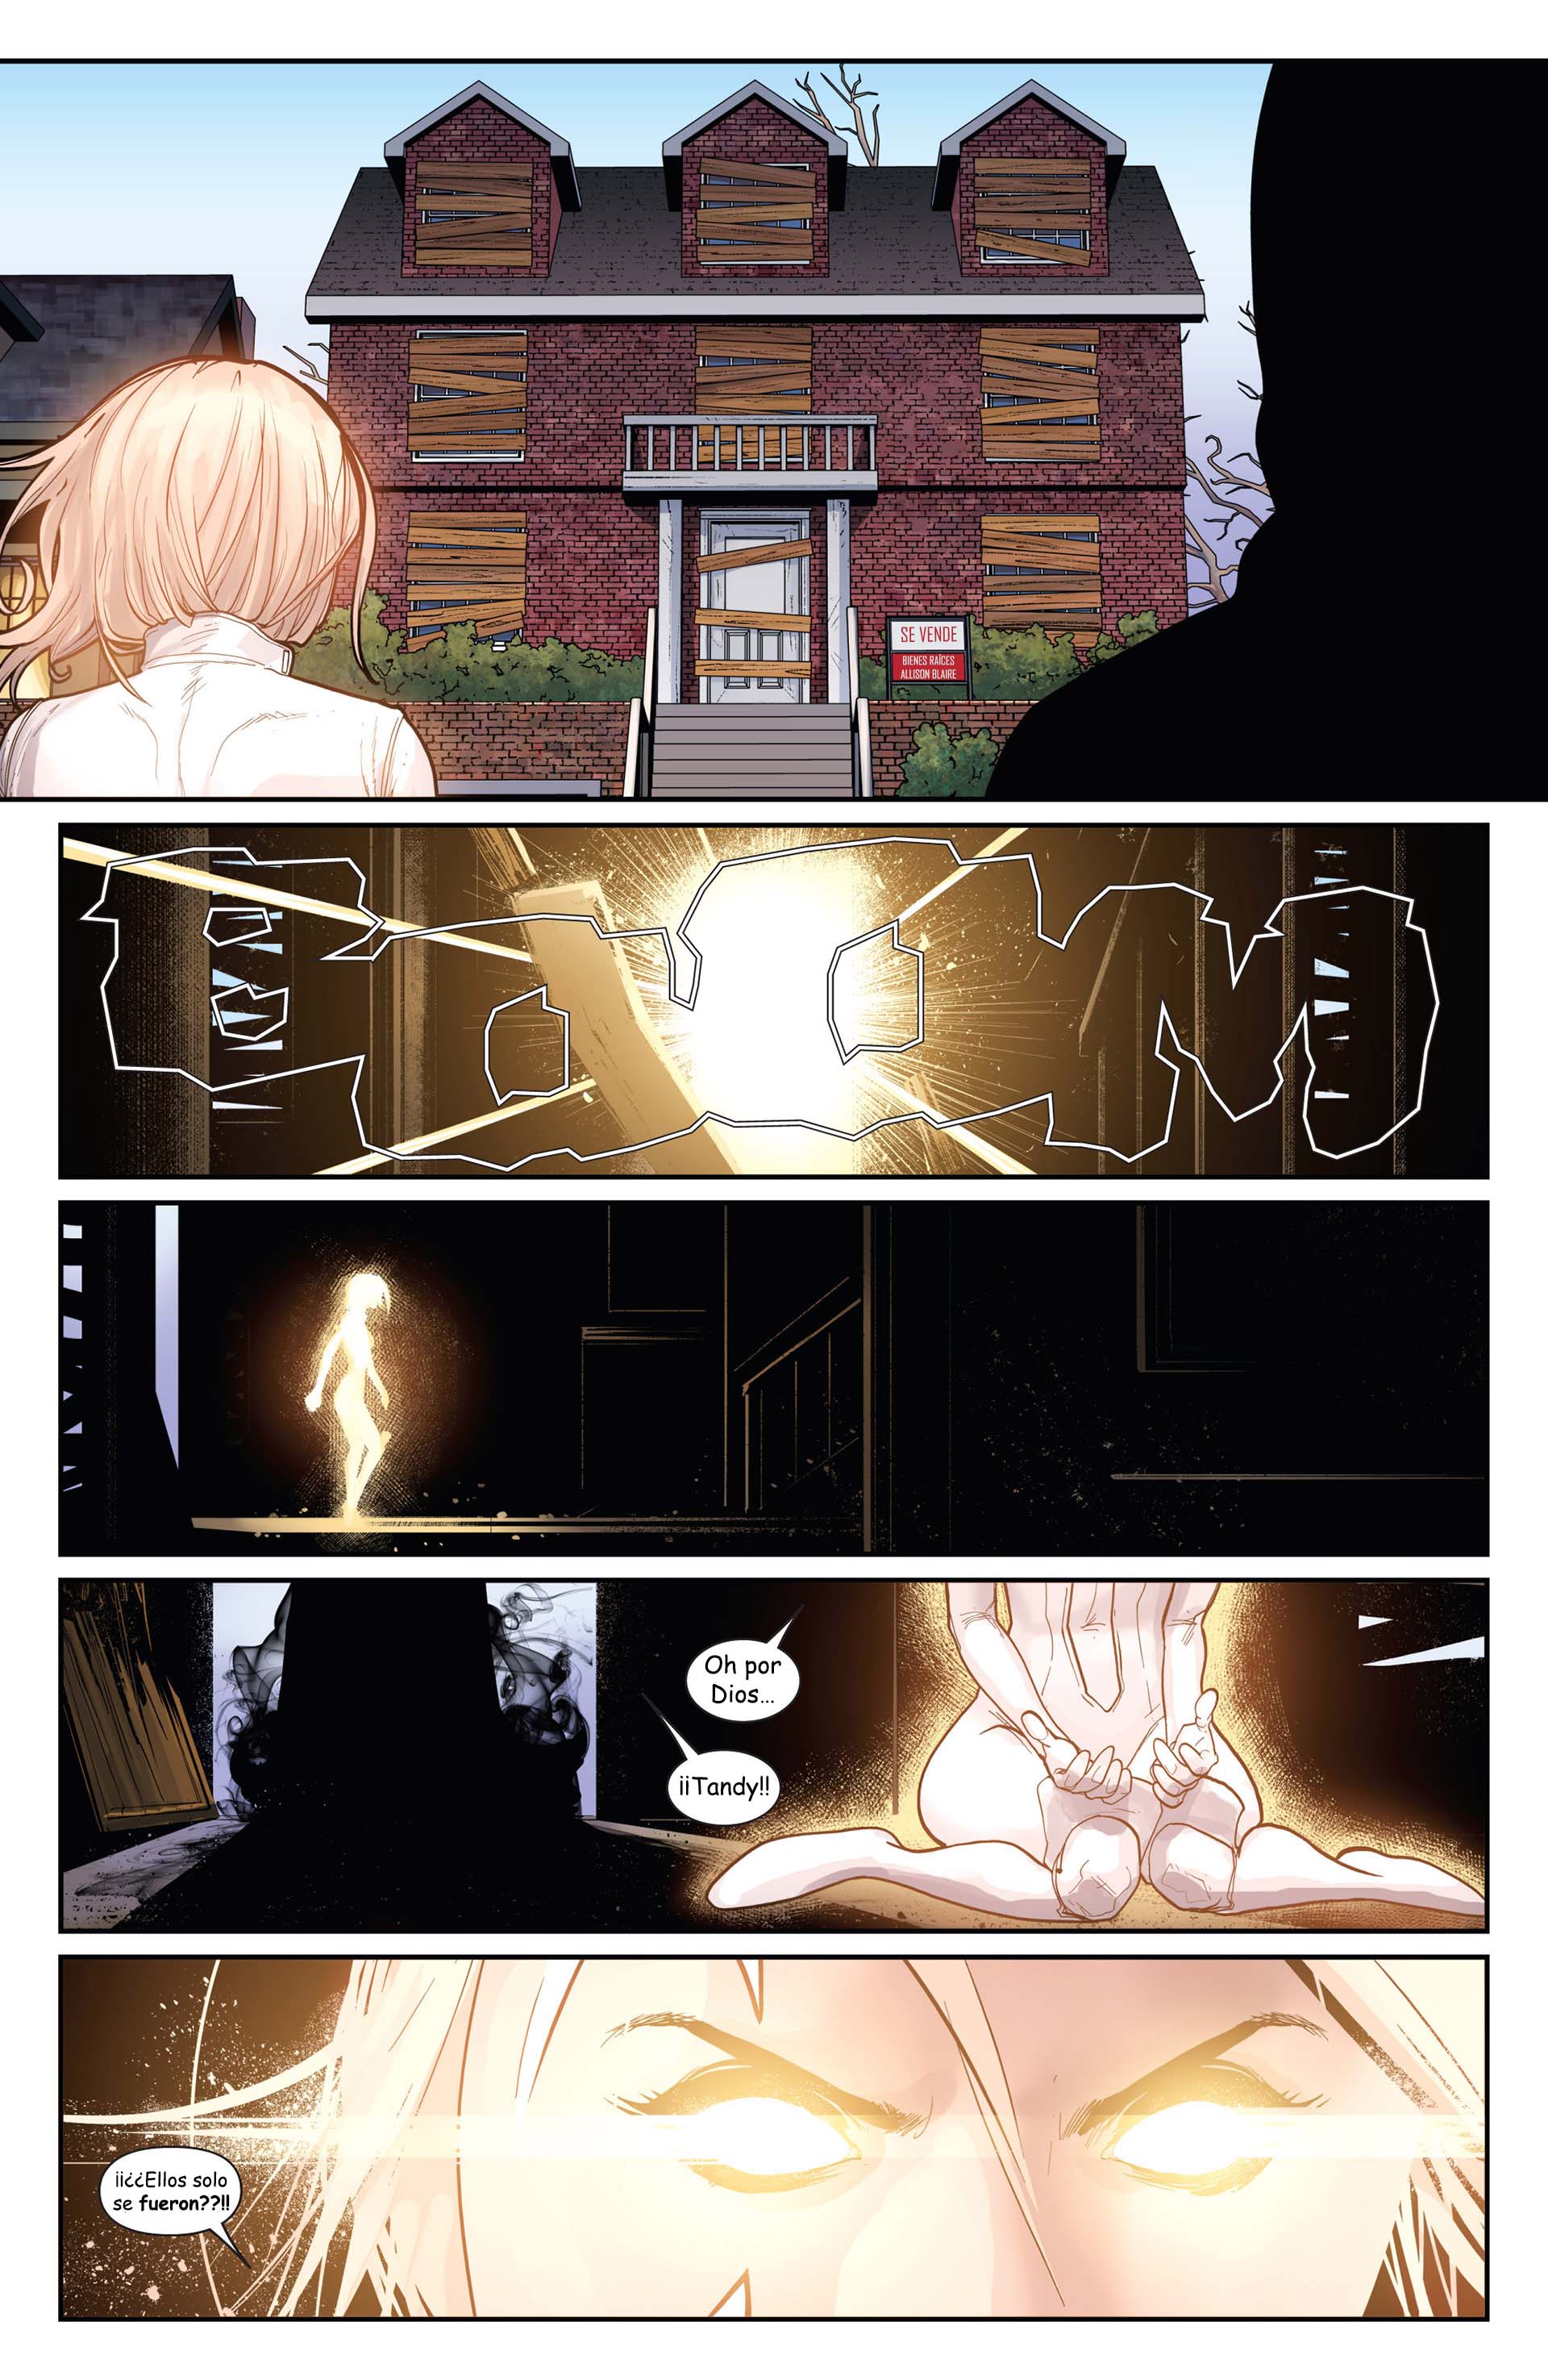 SE VENDE
BIENES RAÍCES
ALLISON BLAIRE
BOOM
Oh por
Dios...
¡¡Tandy!!
¡¡¿¿Ellos solo
se fueron??!!